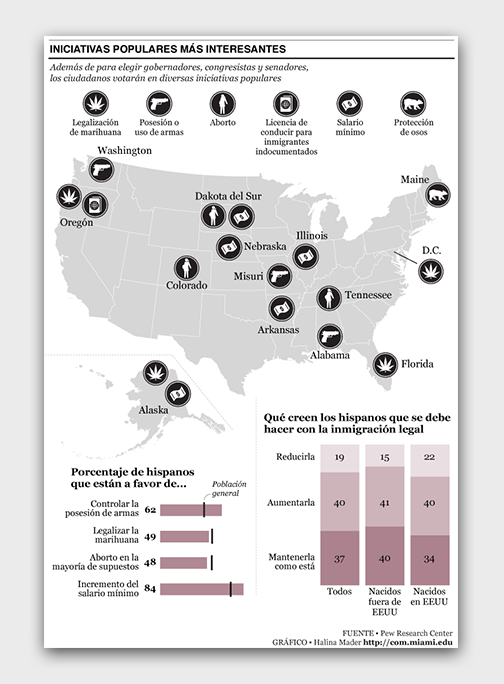 INICIATIVAS POPULARES MÁS INTERESANTES
Además de para elegir gobernadores, congresistas y senadores,
los ciudadanos votarán en diversas iniciativas populares
Legalización
de marihuana
Posesión o
uso de armas
Aborto
Licencia de
conducir para
inmigrantes
indocumentados
Salario
mínimo
Protección
de osos
Washington
Maine
Dakota del Sur
Oregón
Illinois
D.C.
Nebraska
Misuri
Colorado
Tennessee
Arkansas
Alabama
Florida
Alaska
Porcentaje de hispanos
que están a favor de...
Población
general
Controlar la
posesión de armas
62
Legalizar la
marihuana
49
Aborto en la
mayoría de supuestos
48
Incremento del
salario mínimo
84
Qué creen los hispanos que se debe
hacer con la inmigración legal
Reducirla 19 15 22
Aumentarla 40 41 40
Mantenerla
como está
37 40 34
Todos
Nacidos
fuera de
EEUU
Nacidos
en EEUU
FUENTE • Pew Research Center
GRÁFICO • Halina Mader http://com.miami.edu